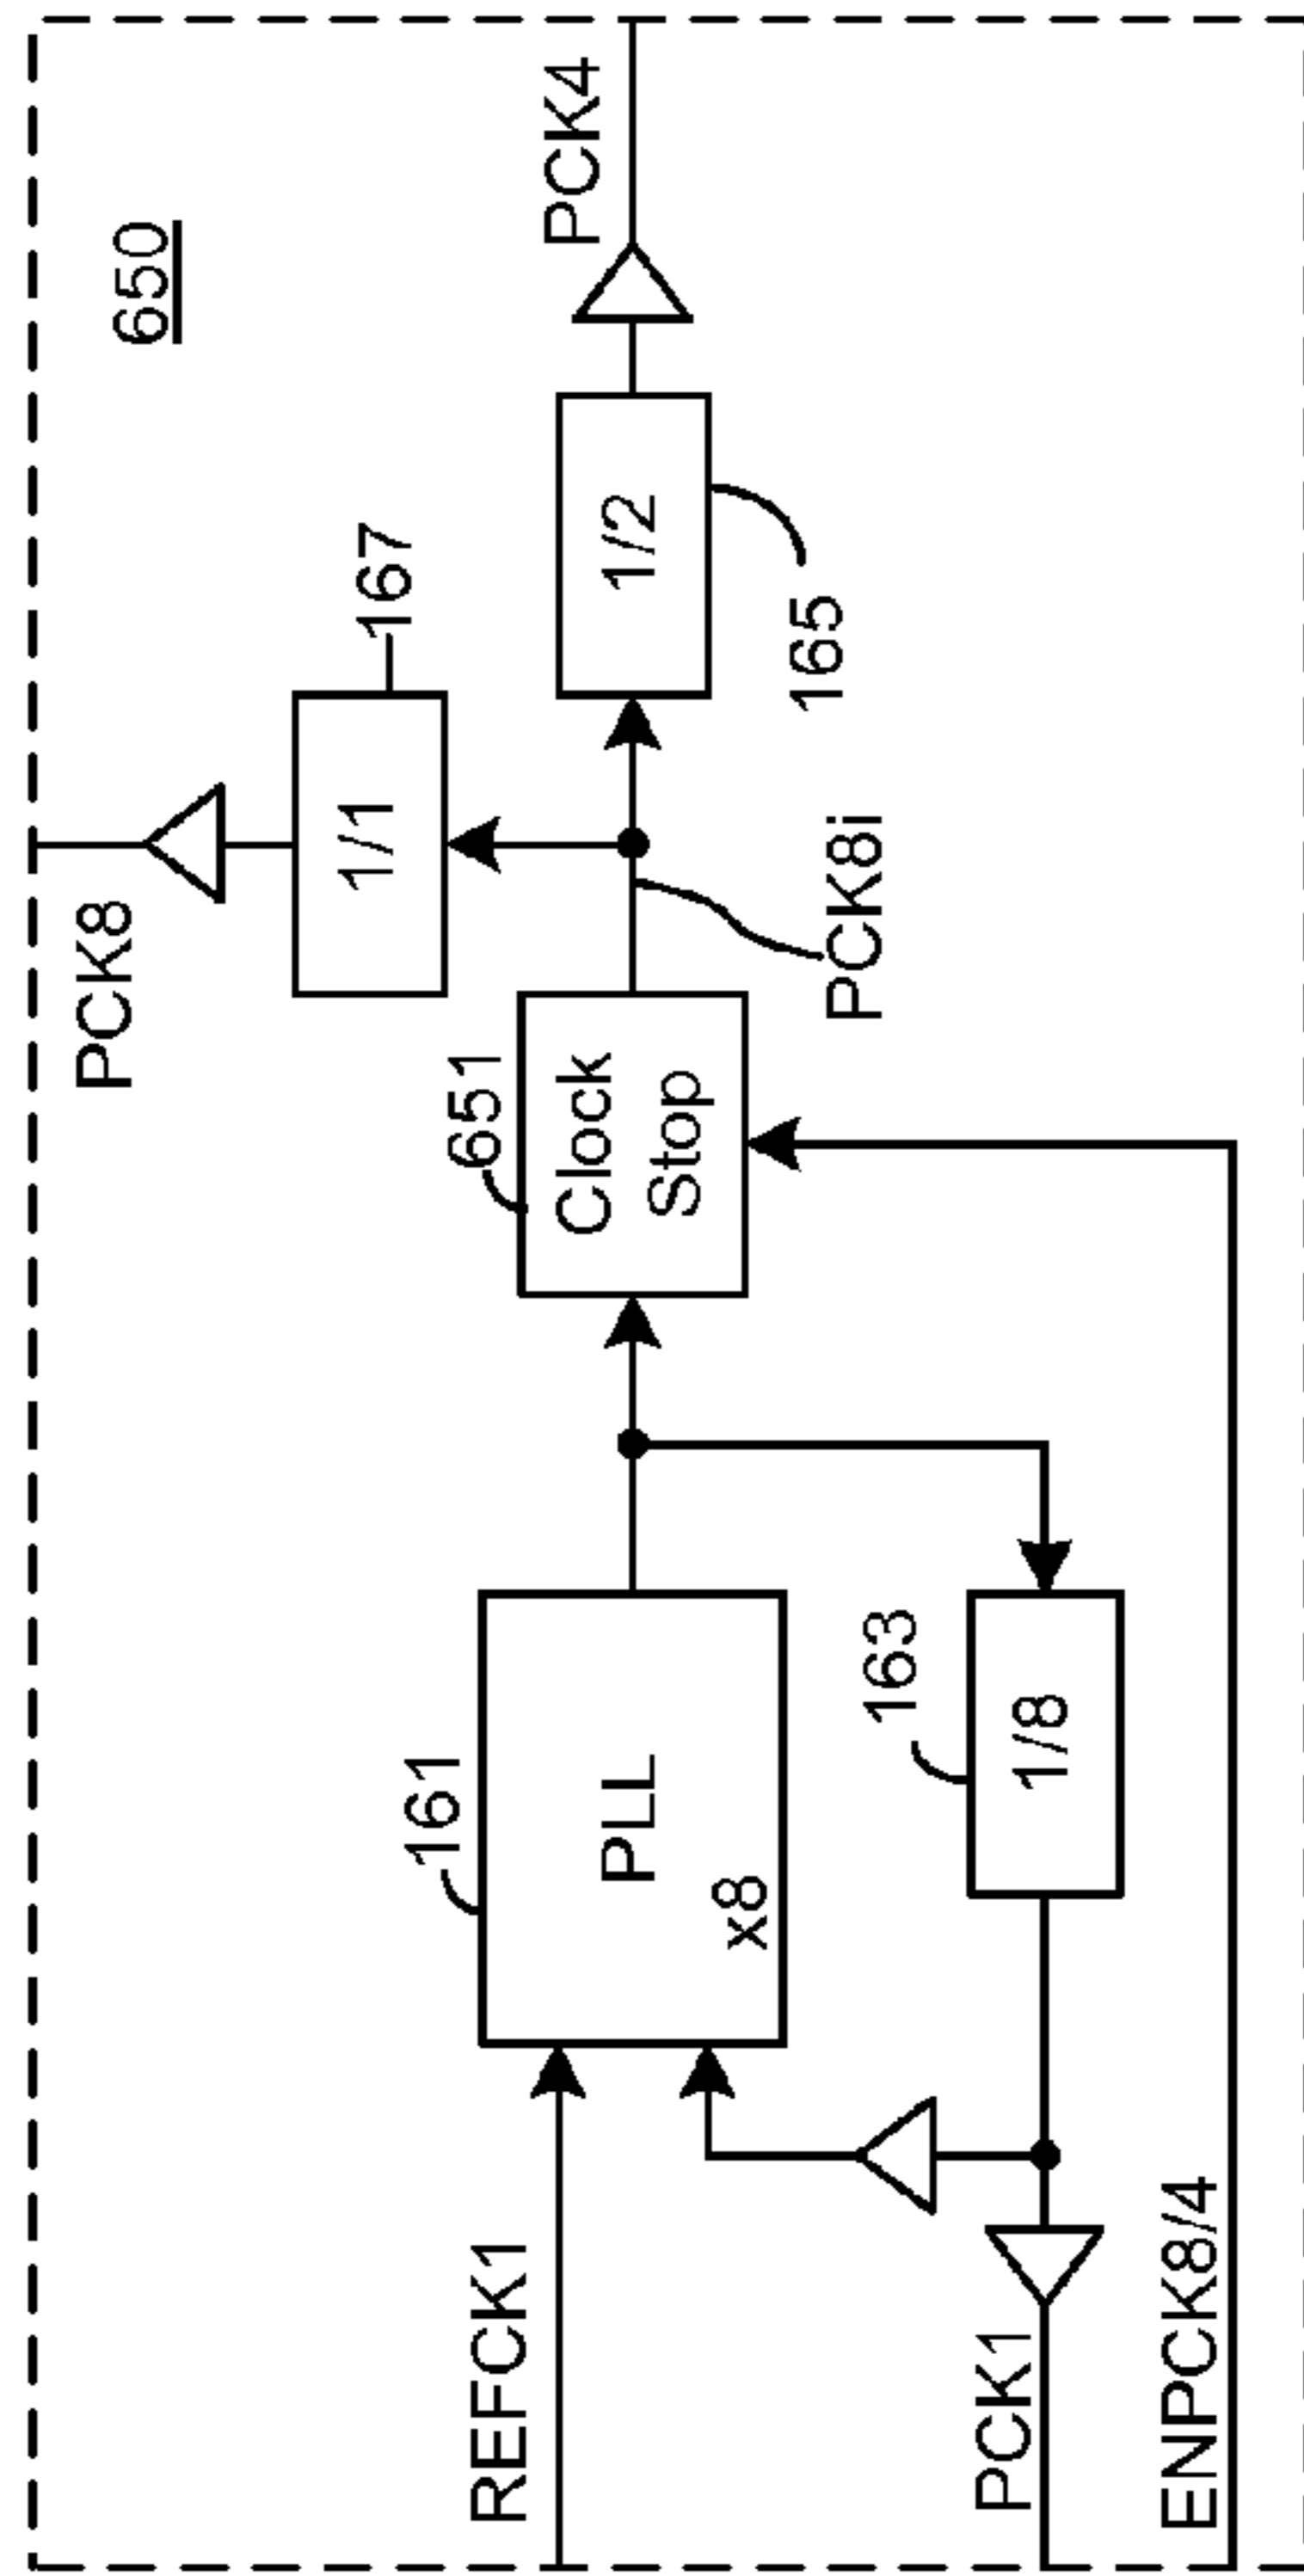 650
PCK8
PCK4
167
1/1
651
Clock
Stop
1/2
165
PCK8i
161
PLL
x8
REFCK1
163
1/8
PCK1
ENPCK8/4